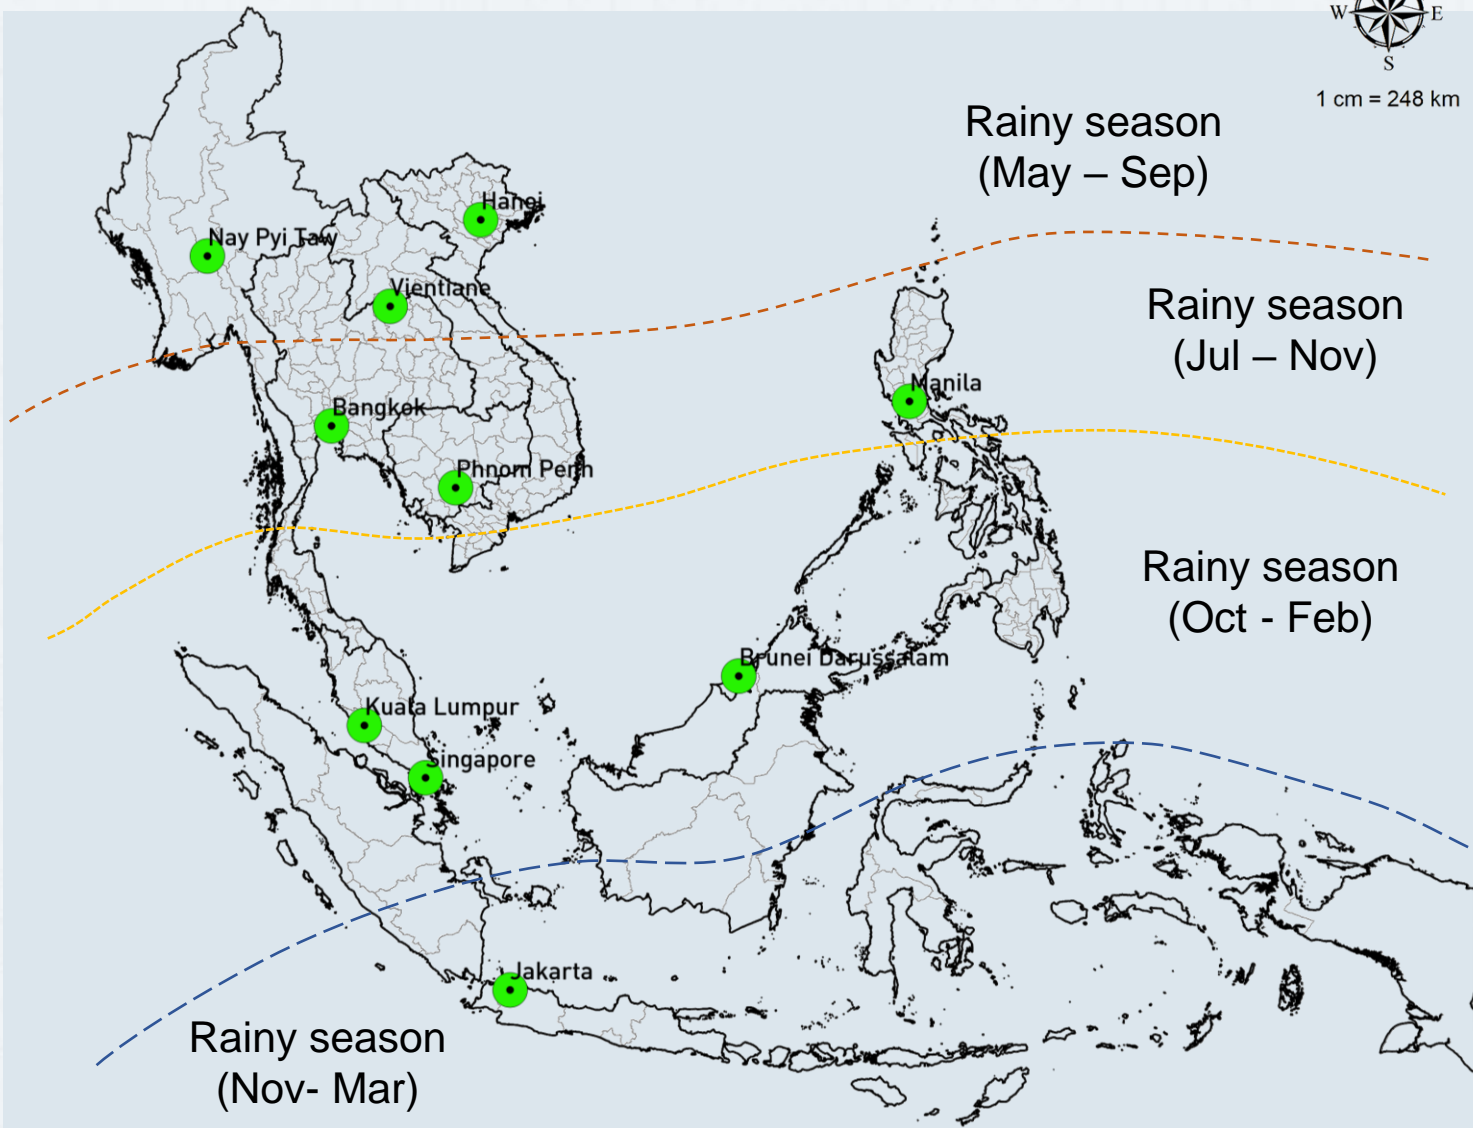 W E
S
1 cm = 248 km
Rainy season
(May – Sep)
Hanoi
Nay Pyi Taw
Vientiane
Rainy season
(Jul – Nov)
Manila
Bangkok
Phnom Penh
Rainy season
(Oct - Feb)
Brunei Darussalam
Kuala Lumpur
Singapore
Jakarta
Rainy season
(Nov- Mar)